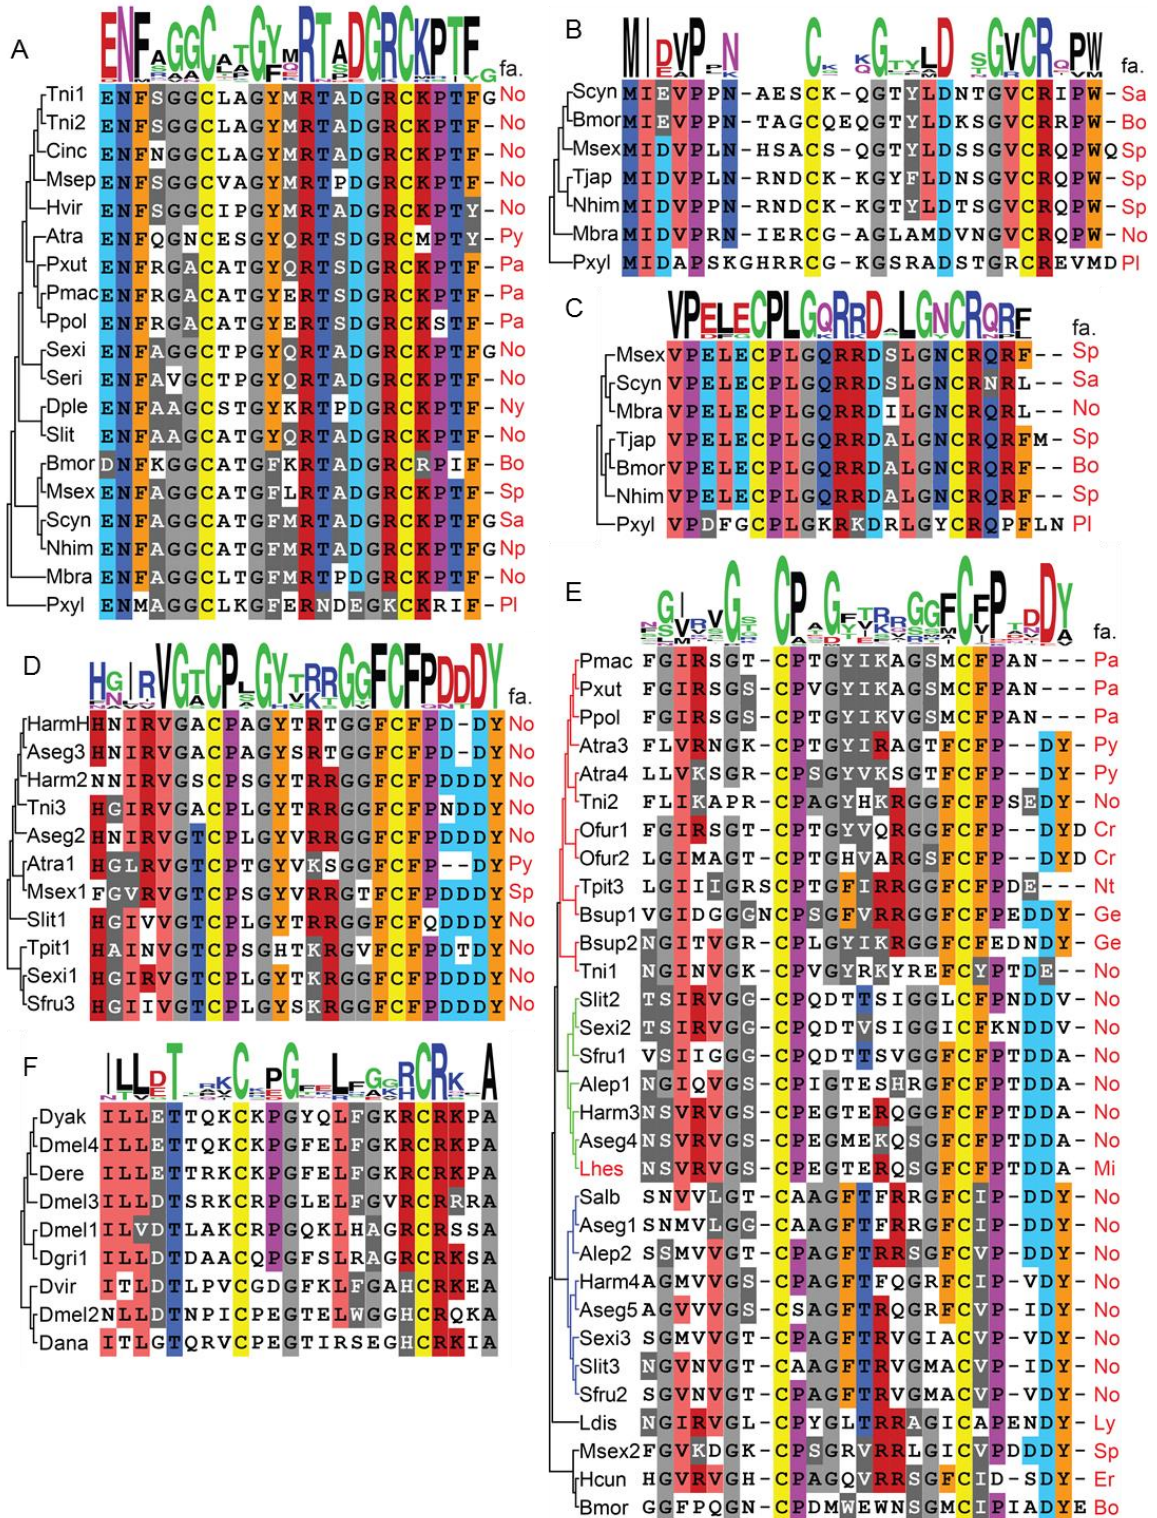 A
fa.
Tni1 ENFSGGCLAGYMRTADGRCKPTFG No
Tni2 ENFSGGCLAGYMRTADGRCKPTF- No
Cinc ENFNGGCLAGYMRTADGRCKPTF- No
Msep ENFSGGCVAGYMRTPDGRCKPTF- No
Hvir ENFSGGCIPGYMRTADGRCKPTY- No
Atra ENFQGNCESGYQRTSDGRCMPTY- Py
Pxut ENFRGACATGYQRTSDGRCKPTF- Pa
Pmac ENFRGACATGYERTSDGRCKPTF- Pa
Ppol ENFRGACATGYERTSDGRCKSTF- Pa
Sexi ENFAGGCTPGYQRTADGRCKPTFG No
Seri ENFAVGCTPGYQRTADGRCKPTF- No
Dple ENFAAGCSTGYKRTPDGRCKPTF- Ny
Slit ENFAAGCATGYQRTADGRCKPTF- No
Bmor DNFKGGCATGFKRTADGRCRPIF- Bo
Msex ENFAGGCATGFLRTADGRCKPTF- Sp
Scyn ENFAGGCATGFMRTADGRCKPTFG Sa
Nhim ENFAGGCATGFMRTADGRCKPTFG Np
Mbra ENFAGGCLTGFMRTPDGRCKPTF- No
Pxyl ENMAGGCLKGFERNDEGKCKRIF- Pl
B
fa.
Scyn MIEVPPN-AESCK-QGTYLDNTGVCRIPW- Sa
Bmor MIEVPPN-TAGCQEQGTYLDKSGVCRRPW- Bo
Msex MIDVPLN-HSACS-QKGTYLDSSGVCRQPWQ Sp
Tjap MIDVPLN-RNDCK-KGYFLDNSGVCRQPW- Sp
Nhim MIDVPPN-RNDCK-KGTYLDTSGVCRQPW- Sp
Mbra MIDVPRN-IERCG-AGLAMDVNGVCRQPW- No
Pxyl MIDAPSKGHRRCG-KGSRADSTGRCREVMD Pl
C
fa.
Msex VPELECPLGQRRDSLGNCRQRF-- Sp
Scyn VPELECPLGQRRDSLGNCRNRL-- Sa
Mbra VPELECPLGQRRDILGNCRQRL-- No
Tjap VPELECPLGQRRDALGNCRQRFM- Sp
Bmor VPELECPLGQRRDALGNCRQRF-- Bo
Nhim VPELECPLGQRRDALGNCRQRF-- Sp
Pxyl VPDFGCPLGKRKDRLGYCRQPFLN Pl
D
fa.
HarmH HNIRVGACPAGYTRTGGFCFPD-DY No
Aseg3 HNIRVGACPAGYSRTGGFCFPD-DY No
Harm2 NNIRVGSCPSGYTRRGGFCFPDDDY No
Tni3 HGIRVGACPLGYTRRGGFCFPNDDY No
Aseg2 HNIRVGTCPLGYVRRGGFCFPDDDY No
Atra1 HGLRVGTCPTGYVKSGGFCFP--DY Py
Msex1 FGVRVGTCPSGYVRRGTFCFPDDDY Sp
Slit1 HGIVVGTCPLGYTRRGGFCFQDDDY No
Tpit1 HAINVGTCPSGHTKRGVFCFPDTDY No
Sexi1 HGIRVGTCPLGYTKRGGFCFPDDDY No
Sfru3 HGIIVGTCPLGYSKRGGFCFPDDDY No
E
fa.
Pmac FGIRSGT-CPTGYIKAGSMCFPAN--- Pa
Pxut FGIRSGS-CPVGYIKAGSMCFPAN--- Pa
Ppol FGIRSGS-CPTGYIKVGSMCFPAN--- Pa
Atra3 FLVRNGK-CPTGYIRAGTFCFP--DY- Py
Atra4 LLVKSGR-CPSGYVKSGTFCFP--DY- Py
Tni2 FLIKAPR-CPAGYHKRGGFCFPSEDY- No
Ofur1 FGIRSGT-CPTGYVQRGGFCFP--DYD Cr
Ofur2 LGIMAGT-CPTGHVARGSFCFP--DYD Cr
Tpit3 LGIIIGRSCPTGFIRRGGFCFPDE--- Nt
Bsup1 VGIDGGGNCPSGFVRRGGFCFPEDDY- Ge
Bsup2 NGITVGR-CPLGYIKRGGFCFEDNDY- Ge
Tni1 NGINVGK-CPVGYRKYREFCYPTDE-- No
Slit2 TSIRVGG-CPQDTTSIGGLCFPNDDV- No
Sexi2 TSIRVGG-CPQDTVSIGGICFKNDDV- No
Sfru1 VSIIGGG-CPQDTTSVGGFCFPTDDA- No
Alep1 NGIQVGS-CPIGTESHRGFCFPTDDA- No
Harm3 NSVRVGS-CPEGTERQGGFCFPTDDA- No
Aseg4 NSVRVGS-CPEGMEKQSGFCFPTDDA- No
Lhes NSVRVGS-CPEGTERQSGFCFPTDDA- Mi
Salb SNVVLGT-CAAGFTFRRGFCIP-DDY- No
Aseg1 SNMVLGG-CAAGFTFRRGFCIP-DDY- No
Alep2 SSMVVGT-CPAGFTRRSGFCVP-DDY- No
Harm4 AGMVVGS-CPAGFTFQGRFCIP-VDY- No
Aseg5 AGVVVGS-CSAGFTRQGRFCVP-IDY- No
Sexi3 SGMVVGT-CPAGFTRVGIACVP-VDY- No
Slit3 NGVNVGT-CAAGFTRVGMACVP-IDY- No
Sfru2 SGVNVGT-CPAGFTRVGMACVP-VDY- No
Ldis NGIRVGL-CPYGLTRRAGICAPENDY- Ly
Msex2 FGVKDGK-CPSGRVRRLGICVPDDDY- Sp
Hcun HGVRVGH-CPAGQVRRSGFCID-SDY- Er
Bmor GGFPQGN-CPDMWEWNSGMCIPIADYE Bo
F
Dyak ILLETTQKCKPGYQLFGKRCRKPA
Dmel4 ILLETTQKCKPGFELFGKRCRKPA
Dere ILLETTRKCKPGFELFGKRCRKPA
Dmel3 ILLDTSRKCRPGLELFGVRCRRRA
Dmel1 ILVDTLAKCRPGQKLHAGRCRSSA
Dgri1 ILLDTDAACQPGFSLRAGRCRKSA
Dvir ITLDTLPVCGDGFKLFGAHCRKEA
Dmel2 NLLDTNPICPEGTELWGGHCRQKA
Dana ITLGTQRVCPEGTIRSEGHCRKIA